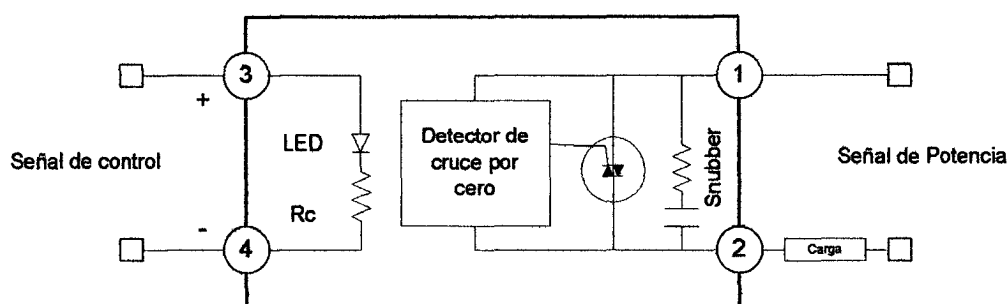 3
1
+
LED
Detector de
cruce por
cero
Snubber
Señal de control
Señal de Potencia
Rc
-
4
2
Carga